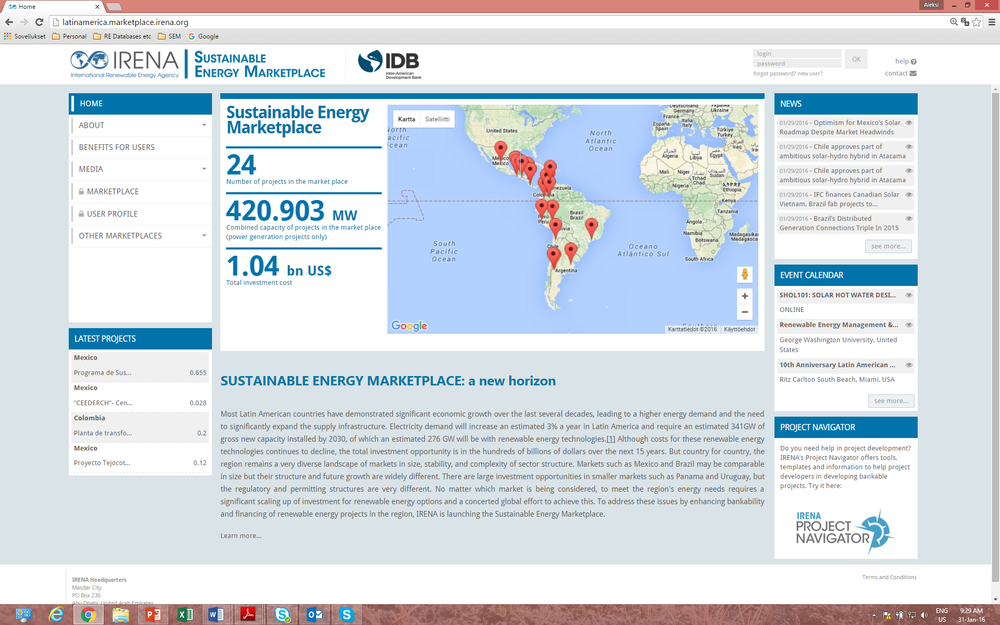 Home
Aleksi
latinamerica.marketplace.irena.org
Sovellukset Personal RE Databases etc SEM Google
IRENA
International Renewable Energy Agency
SUSTAINABLE
ENERGY MARKETPLACE
IDB
Inter-American
Development Bank
login
password
OK
forgot password? new user?
help
contact
HOME
ABOUT
BENEFITS FOR USERS
MEDIA
MARKETPLACE
USER PROFILE
OTHER MARKETPLACES
LATEST PROJECTS
Mexico
Programa de Sus... 0.655
Mexico
“CEEDERCH”- Cen... 0.028
Colombia
Planta de transfo... 0.2
Mexico
Proyecto Tejocot... 0.12
Sustainable Energy
Marketplace
24
Number of projects in the market place
420.903 MW
Combined capacity of projects in the market place
(power generation projects only)
1.04 bn US$
Total investment cost
Kartta Satelliitti
United States
North
Atlantic
Ocean
Deutschland
Germany
Україна
Ukraine
France
Italy
Italia
España
Spain
Türkiye
Turkey
العراق
Iraq
الجزائر
Algeria
ليبيا
Libya
مصر
Egypt
México
Mexico
Mali
Niger
تشاد
Tchad
Chad
السودان
Sudan
Nigeria
ኢትዮጵያ
Ethiopia
Kenya
Tanzania
Angola
Namibia
Botswana
Madagascar
South Africa
Venezuela
Colombia
Perú
Peru
Brasil
Brazil
Bolivia
Chile
Argentina
South
Pacific
Ocean
Oceano
Atlântico Sul
Google
Karttatiedot ©2016 Käyttöehdot
SUSTAINABLE ENERGY MARKETPLACE: a new horizon
Most Latin American countries have demonstrated significant economic growth over the last several decades, leading to a higher energy demand and the need
to significantly expand the supply infrastructure. Electricity demand will increase an estimated 3% a year in Latin America and require an estimated 341GW of
gross new capacity installed by 2030, of which an estimated 276 GW will be with renewable energy technologies.[1] Although costs for these renewable energy
technologies continues to decline, the total investment opportunity is in the hundreds of billions of dollars over the next 15 years. But country for country, the
region remains a very diverse landscape of markets in size, stability, and complexity of sector structure. Markets such as Mexico and Brazil may be comparable
in size but their structure and future growth are widely different. There are large investment opportunities in smaller markets such as Panama and Uruguay, but
the regulatory and permitting structures are very different. No matter which market is being considered, to meet the region's energy needs requires a
significant scaling up of investment for renewable energy options and a concerted global effort to achieve this. To address these issues by enhancing bankability
and financing of renewable energy projects in the region, IRENA is launching the Sustainable Energy Marketplace.
Learn more...
NEWS
01/29/2016 - Optimism for Mexico’s Solar
Roadmap Despite Market Headwinds
01/29/2016 - Chile approves part of
ambitious solar-hydro hybrid in Atacama
01/29/2016 - Chile approves part of
ambitious solar-hydro hybrid in Atacama
01/29/2016 - IFC finances Canadian Solar
Vietnam, Brazil fab projects to...
01/29/2016 - Brazil’s Distributed
Generation Connections Triple In 2015
see more...
EVENT CALENDAR
SHOL101: SOLAR HOT WATER DESI...
ONLINE
Renewable Energy Management &...
George Washington University, United
States
10th Anniversary Latin American ...
Ritz Carlton South Beach, Miami, USA
see more...
PROJECT NAVIGATOR
Do you need help in project development?
IRENA’s Project Navigator offers tools,
templates and information to help project
developers in developing bankable
projects. Try it here:
IRENA
PROJECT
NAVIGATOR
IRENA Headquarters
Masdar City
PO Box 236
Abu Dhabi, United Arab Emirates
Terms and Conditions
ENG
US
9:29 AM
31-Jan-16